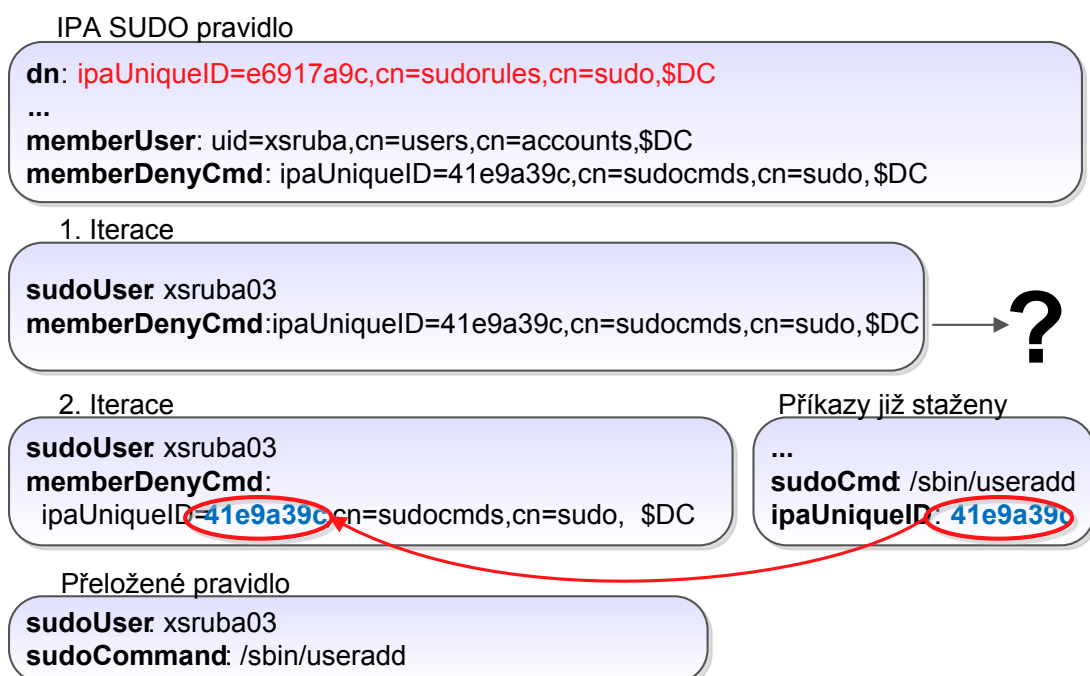 IPA SUDO pravidlo
dn: ipaUniqueID=e6917a9c,cn=sudorules,cn=sudo,$DC
...
memberUser: uid=xsruba,cn=users,cn=accounts,$DC
memberDenyCmd: ipaUniqueID=41e9a39c,cn=sudocmds,cn=sudo,$DC
1. Iterace
sudoUser: xsruba03
memberDenyCmd:ipaUniqueID=41e9a39c,cn=sudocmds,cn=sudo,$DC
?
2. Iterace
sudoUser: xsruba03
memberDenyCmd:
ipaUniqueID=41e9a39c,cn=sudocmds,cn=sudo, $DC
Příkazy již staženy
...
sudoCmd: /sbin/useradd
ipaUniqueID: 41e9a39c
Přeložené pravidlo
sudoUser: xsruba03
sudoCommand: /sbin/useradd